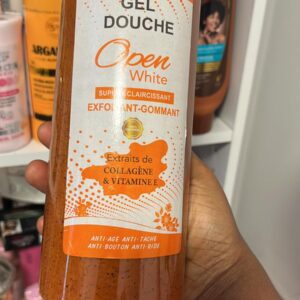 GEL
DOUCHE
Open
White
SUPER ECLAIRCISSANT
EXFOLIANT-GOMMANT
Extraits de
COLLAGÈNE
& VITAMINE E
ANTI-AGE ANTI-TACHE
ANTI-BOUTON ANTI-RIDE
ARGAN